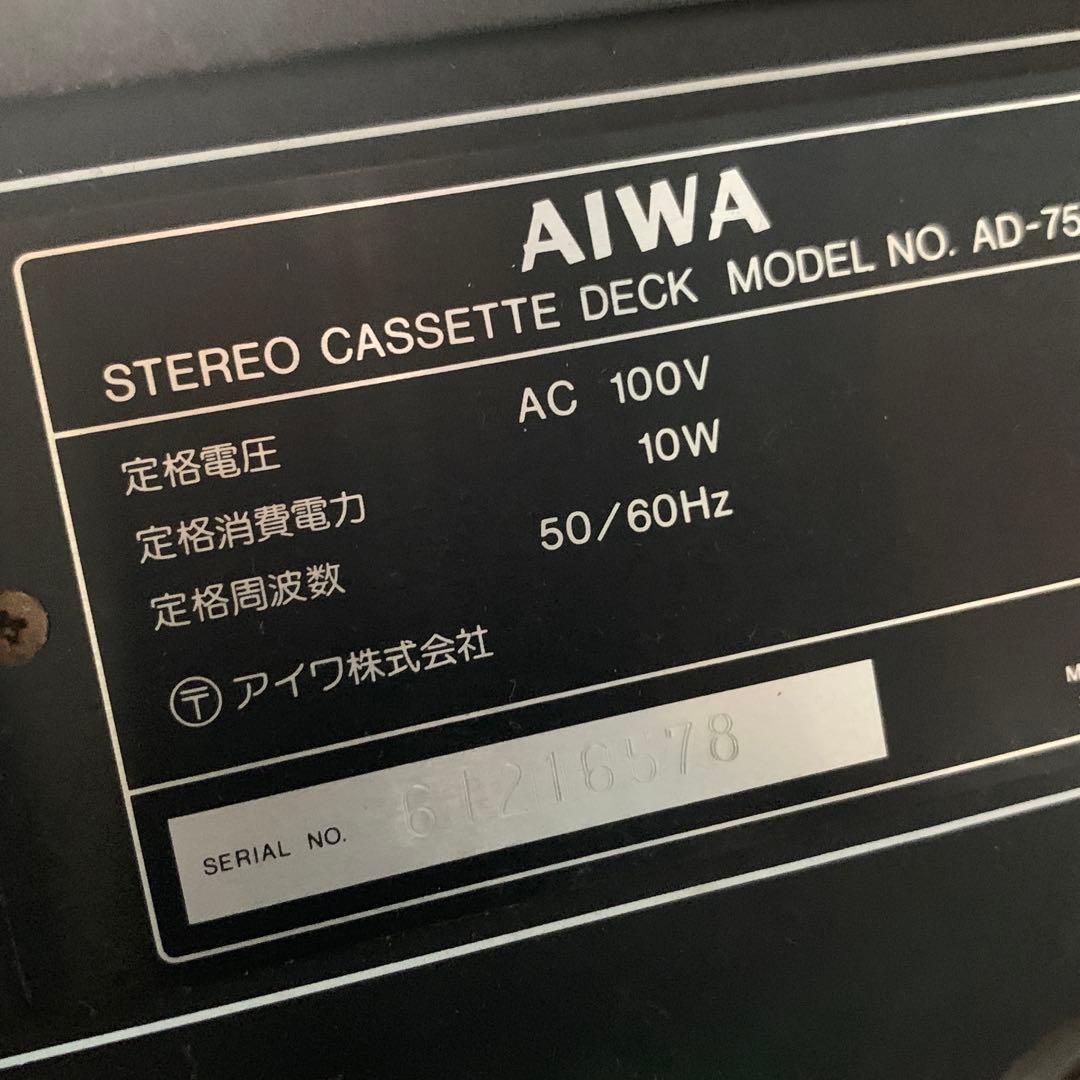 AIWA
STEREO CASSETTE DECK MODEL NO. AD-75
定格電圧 AC 100V
定格消費電力 10W
定格周波数 50/60Hz
〒 アイワ株式会社
M
SERIAL NO. 61216578